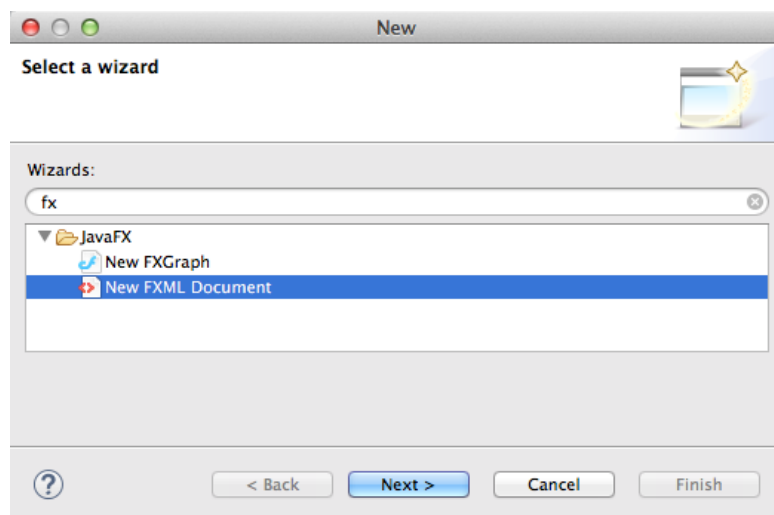 New
Select a wizard
Wizards:
fx
JavaFX
New FXGraph
New FXML Document
?
< Back Next > Cancel Finish